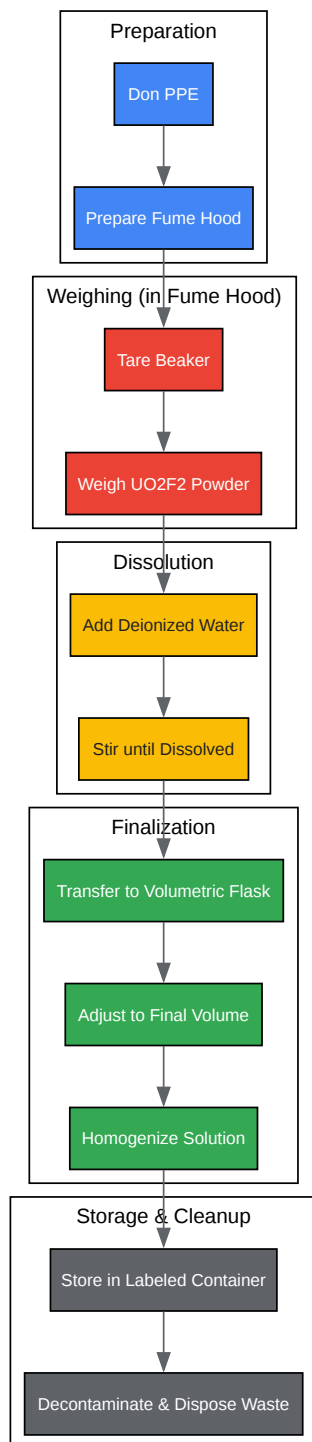 Preparation
Don PPE
Prepare Fume Hood
Weighing (in Fume Hood)
Tare Beaker
Weigh UO2F2 Powder
Dissolution
Add Deionized Water
Stir until Dissolved
Finalization
Transfer to Volumetric Flask
Adjust to Final Volume
Homogenize Solution
Storage & Cleanup
Store in Labeled Container
Decontaminate & Dispose Waste